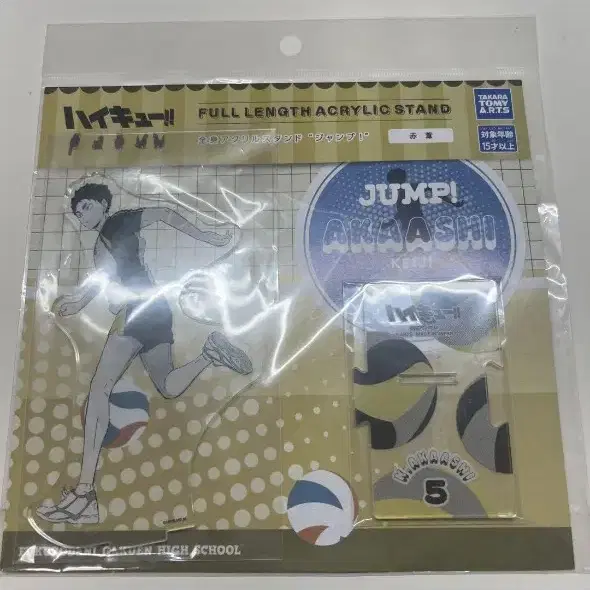 ハイキュー!!
FULL LENGTH ACRYLIC STAND
全身アクリルスタンド "ジャンプ!"
赤葦
TAKARA
TOMY
A.R.T.S
対象年齢
15才以上
JUMP!
AKAASHI
KEIJI
ハイキュー!!
K.AKAASHI
5
FUKURODANI GAKUEN HIGH SCHOOL